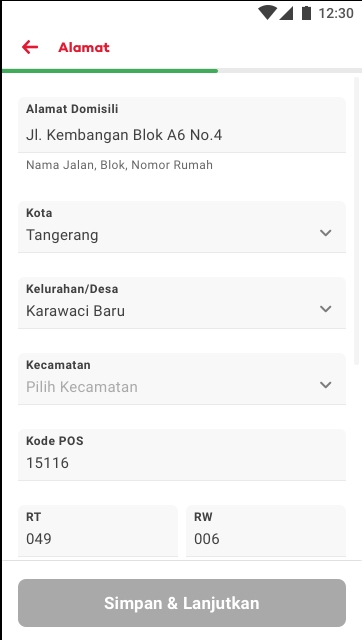 12:30
Alamat
Alamat Domisili
Jl. Kembangan Blok A6 No.4
Nama Jalan, Blok, Nomor Rumah
Kota
Tangerang
Kelurahan/Desa
Karawaci Baru
Kecamatan
Pilih Kecamatan
Kode POS
15116
RT RW
049 006
Simpan & Lanjutkan